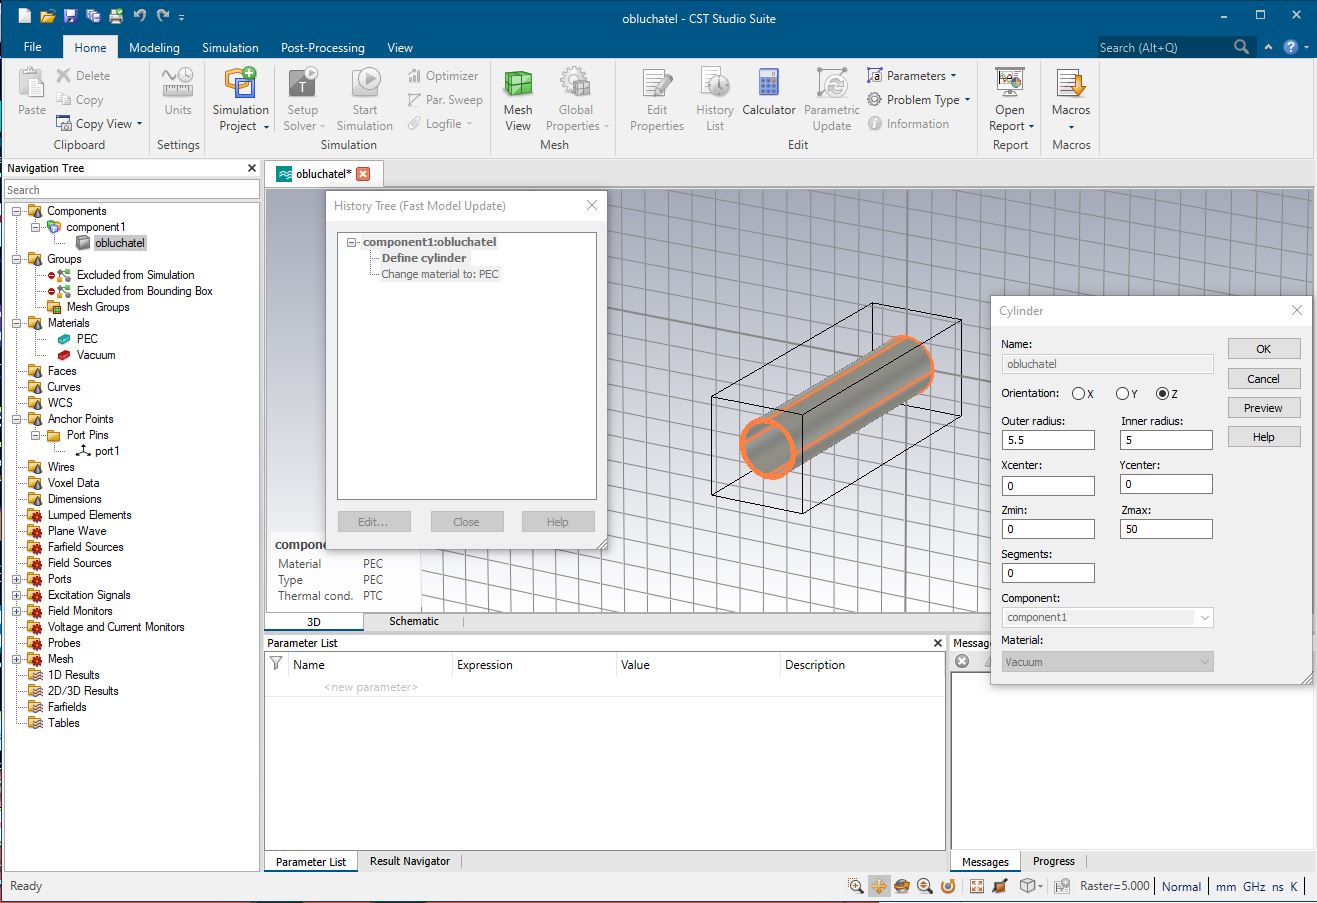 obluchatel - CST Studio Suite
File Home Modeling Simulation Post-Processing View Search (Alt+Q)
Paste Delete Copy Copy View Clipboard
Units Settings
Simulation Project Setup Solver Start Simulation Optimizer Par. Sweep Logfile Simulation
Mesh View Global Properties Mesh
Edit Properties History List Calculator Parametric Update Parameters Problem Type Information Edit
Open Report Report
Macros Macros
Navigation Tree
Search
Components
component1
obluchatel
Groups
Excluded from Simulation
Excluded from Bounding Box
Mesh Groups
Materials
PEC
Vacuum
Faces
Curves
WCS
Anchor Points
Port Pins
port1
Wires
Voxel Data
Dimensions
Lumped Elements
Plane Wave
Farfield Sources
Field Sources
Ports
Excitation Signals
Field Monitors
Voltage and Current Monitors
Probes
Mesh
1D Results
2D/3D Results
Farfields
Tables
obluchatel*
History Tree (Fast Model Update)
component1:obluchatel
Define cylinder
Change material to: PEC
Edit... Close Help
compone
Material PEC
Type PEC
Thermal cond. PTC
3D Schematic
Cylinder
Name:
obluchatel
OK
Cancel
Preview
Help
Orientation: X Y Z
Outer radius: Inner radius:
5.5 5
Xcenter: Ycenter:
0 0
Zmin: Zmax:
0 50
Segments:
0
Component:
component1
Material:
Vacuum
Parameter List
Name Expression Value Description
<new parameter>
Parameter List Result Navigator
Messag
Messages Progress
Ready
Raster=5.000 Normal mm GHz ns K